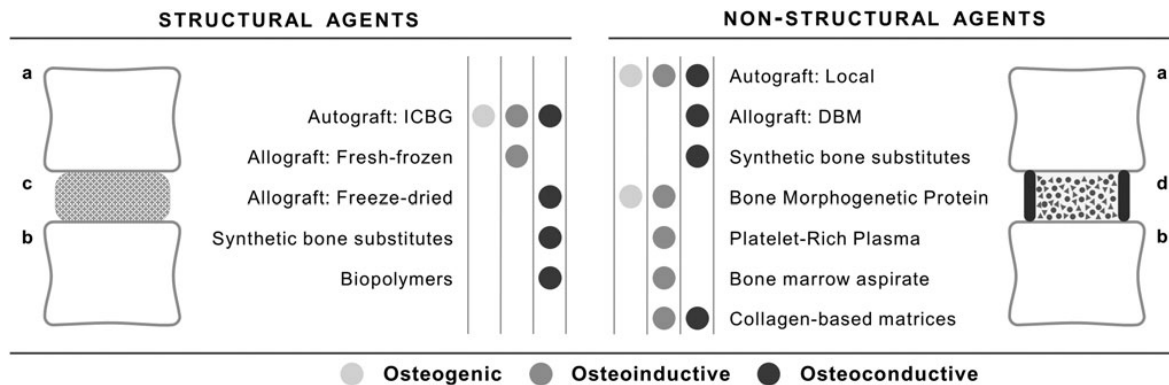 STRUCTURAL AGENTS
a
Autograft: ICBG
Allograft: Fresh-frozen
c
Allograft: Freeze-dried
b
Synthetic bone substitutes
Biopolymers
NON-STRUCTURAL AGENTS
Autograft: Local
a
Allograft: DBM
Synthetic bone substitutes
Bone Morphogenetic Protein
d
Platelet-Rich Plasma
b
Bone marrow aspirate
Collagen-based matrices
Osteogenic
Osteoinductive
Osteoconductive